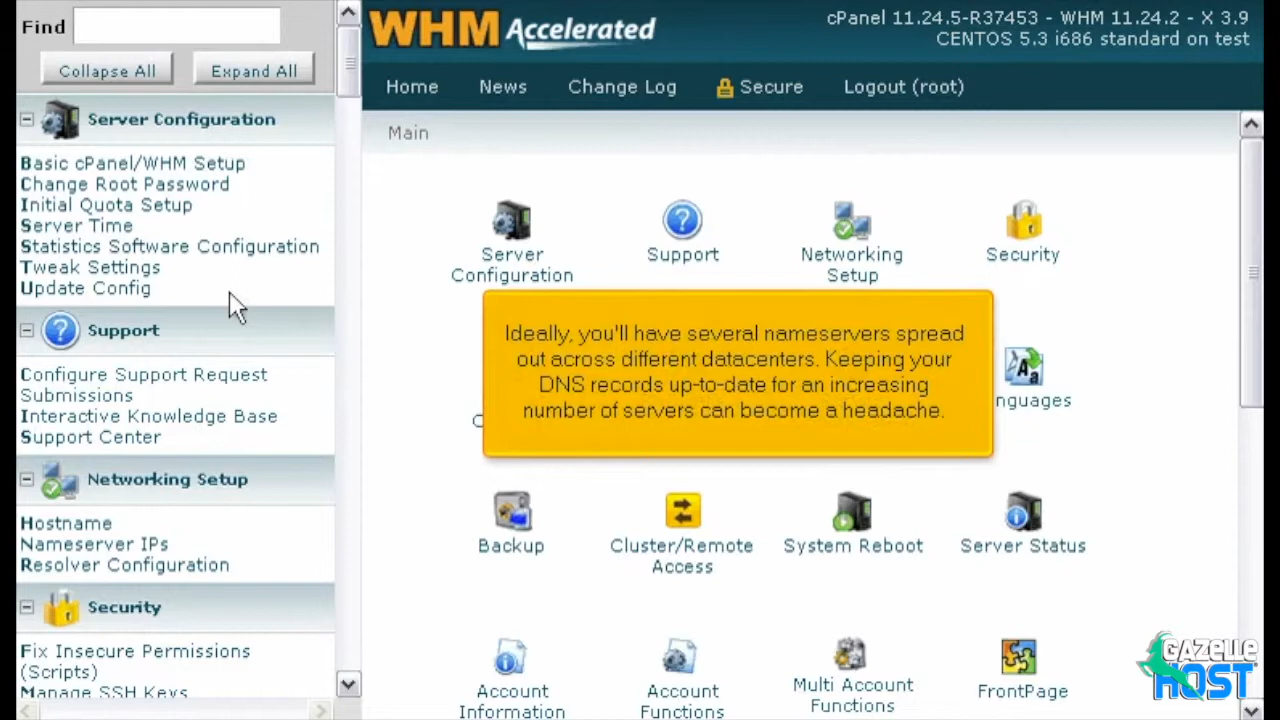 Find
Collapse All
Expand All
Server Configuration
Basic cPanel/WHM Setup
Change Root Password
Initial Quota Setup
Server Time
Statistics Software Configuration
Tweak Settings
Update Config
Support
Configure Support Request
Submissions
Interactive Knowledge Base
Support Center
Networking Setup
Hostname
Nameserver IPs
Resolver Configuration
Security
Fix Insecure Permissions
(Scripts)
Manage SSH Keys
WHM Accelerated
cPanel 11.24.5-R37453 - WHM 11.24.2 - X 3.9
CENTOS 5.3 i686 standard on test
Home News Change Log Secure Logout (root)
Main
Server
Configuration
Support
Networking
Setup
Security
Ideally, you'll have several nameservers spread
out across different datacenters. Keeping your
DNS records up-to-date for an increasing
number of servers can become a headache.
nguages
C
Backup
Cluster/Remote
Access
System Reboot
Server Status
Account
Information
Account
Functions
Multi Account
Functions
FrontPage
GAZELLE
HOST